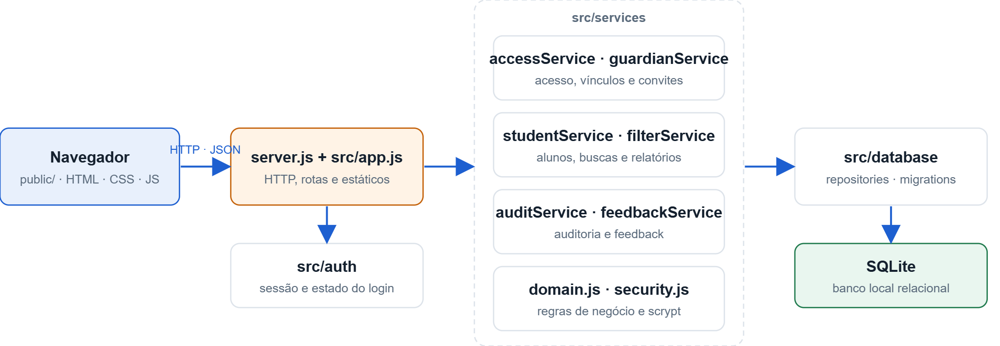 Navegador
public/ · HTML · CSS · JS
HTTP · JSON
server.js + src/app.js
HTTP, rotas e estáticos
src/auth
sessão e estado do login
src/services
accessService · guardianService
acesso, vínculos e convites
studentService · filterService
alunos, buscas e relatórios
auditService · feedbackService
auditoria e feedback
domain.js · security.js
regras de negócio e scrypt
src/database
repositories · migrations
SQLite
banco local relacional